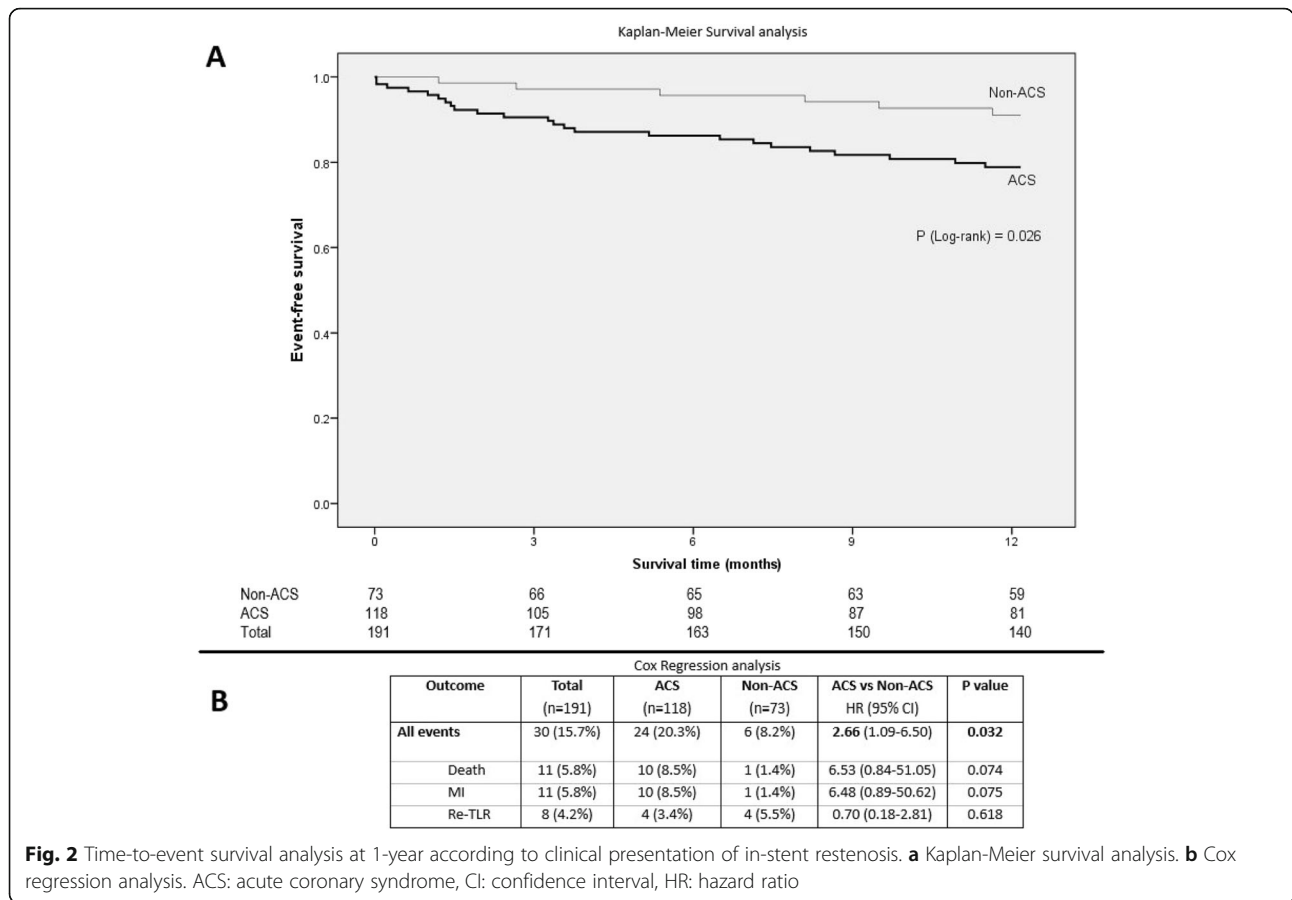 Kaplan-Meier Survival analysis
A
1.0
0.8
0.6
0.4
0.2
0.0
Event-free survival
Non-ACS
ACS
P (Log-rank) = 0.026
0 3 6 9 12
Survival time (months)
Non-ACS 73 66 65 63 59
ACS 118 105 98 87 81
Total 191 171 163 150 140
Cox Regression analysis
B
Outcome Total ACS Non-ACS ACS vs Non-ACS P value
(n=191) (n=118) (n=73) HR (95% CI)
All events 30 (15.7%) 24 (20.3%) 6 (8.2%) 2.66 (1.09-6.50) 0.032
Death 11 (5.8%) 10 (8.5%) 1 (1.4%) 6.53 (0.84-51.05) 0.074
MI 11 (5.8%) 10 (8.5%) 1 (1.4%) 6.48 (0.89-50.62) 0.075
Re-TLR 8 (4.2%) 4 (3.4%) 4 (5.5%) 0.70 (0.18-2.81) 0.618
Fig. 2 Time-to-event survival analysis at 1-year according to clinical presentation of in-stent restenosis. a Kaplan-Meier survival analysis. b Cox
regression analysis. ACS: acute coronary syndrome, CI: confidence interval, HR: hazard ratio